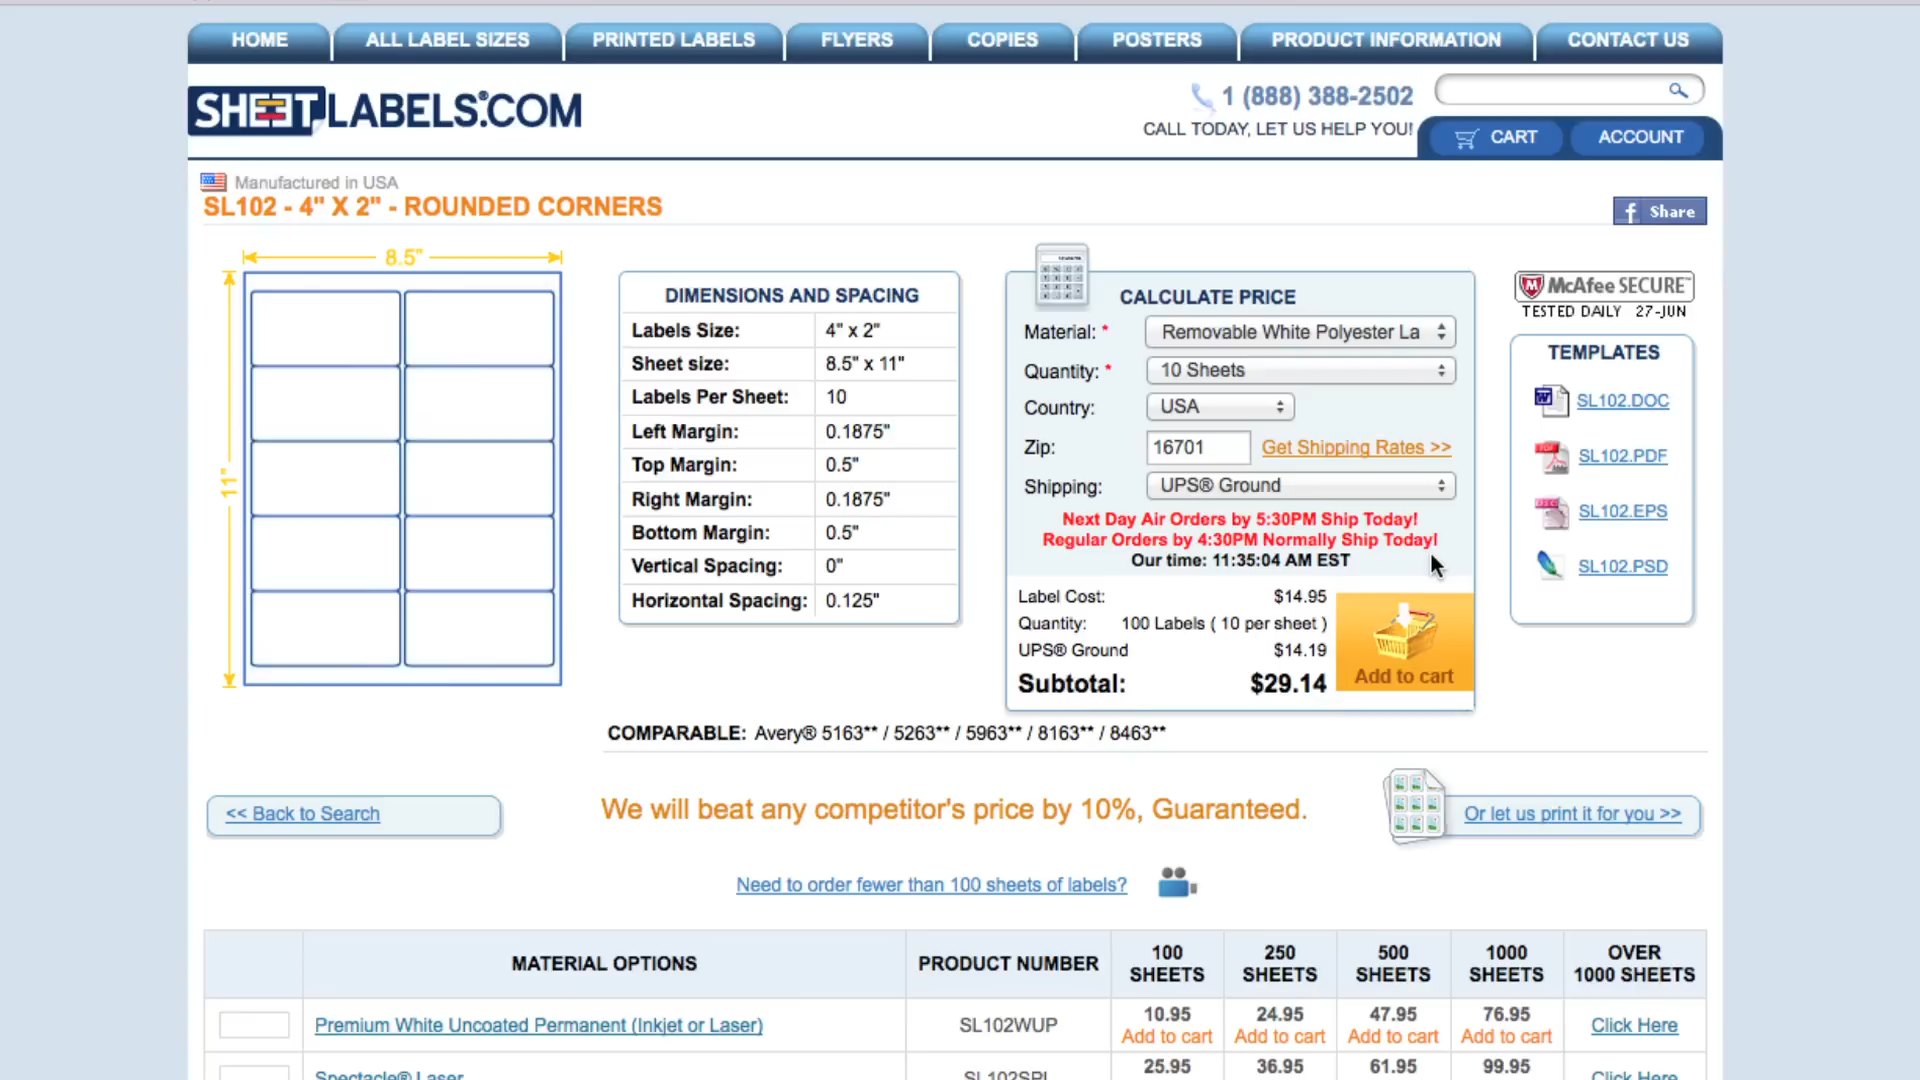 HOME
ALL LABEL SIZES
PRINTED LABELS
FLYERS
COPIES
POSTERS
PRODUCT INFORMATION
CONTACT US
SHEETLABELS®.COM
1 (888) 388-2502
CALL TODAY, LET US HELP YOU!
CART
ACCOUNT
Manufactured in USA
SL102 - 4" X 2" - ROUNDED CORNERS
f Share
8.5"
11"
DIMENSIONS AND SPACING
Labels Size: 4" x 2"
Sheet size: 8.5" x 11"
Labels Per Sheet: 10
Left Margin: 0.1875"
Top Margin: 0.5"
Right Margin: 0.1875"
Bottom Margin: 0.5"
Vertical Spacing: 0"
Horizontal Spacing: 0.125"
CALCULATE PRICE
Material: * Removable White Polyester La
Quantity: * 10 Sheets
Country: USA
Zip: 16701 Get Shipping Rates >>
Shipping: UPS® Ground
Next Day Air Orders by 5:30PM Ship Today!
Regular Orders by 4:30PM Normally Ship Today!
Our time: 11:35:04 AM EST
Label Cost: $14.95
Quantity: 100 Labels ( 10 per sheet )
UPS® Ground $14.19
Subtotal: $29.14
Add to cart
McAfee SECURE™
TESTED DAILY 27-JUN
TEMPLATES
SL102.DOC
SL102.PDF
SL102.EPS
SL102.PSD
COMPARABLE: Avery® 5163** / 5263** / 5963** / 8163** / 8463**
<< Back to Search
We will beat any competitor's price by 10%, Guaranteed.
Or let us print it for you >>
Need to order fewer than 100 sheets of labels?
MATERIAL OPTIONS
PRODUCT NUMBER
100 SHEETS
250 SHEETS
500 SHEETS
1000 SHEETS
OVER 1000 SHEETS
Premium White Uncoated Permanent (Inkjet or Laser) SL102WUP 10.95 24.95 47.95 76.95 Click Here
Add to cart Add to cart Add to cart Add to cart
Spectacle® Laser SL102SPL 25.95 36.95 61.95 99.95 Click Here